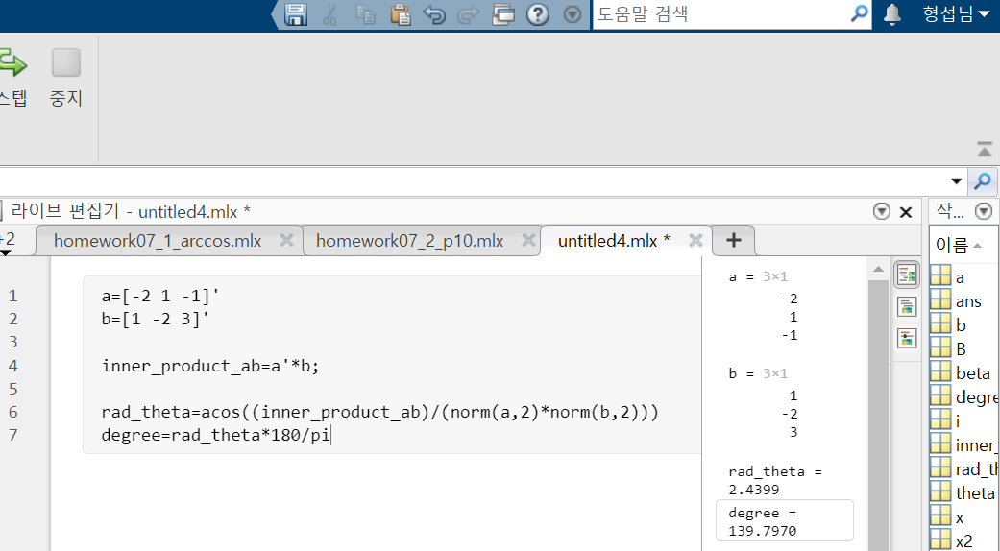 도움말 검색
형섭님
스텝
중지
라이브 편집기 - untitled4.mlx *
작...
+2
homework07_1_arccos.mlx
homework07_2_p10.mlx
untitled4.mlx *
이름
1 a=[-2 1 -1]'
2 b=[1 -2 3]'
3
4 inner_product_ab=a'*b;
5
6 rad_theta=acos((inner_product_ab)/(norm(a,2)*norm(b,2)))
7 degree=rad_theta*180/pi
a = 3×1
-2
1
-1
b = 3×1
1
-2
3
rad_theta =
2.4399
degree =
139.7970
a
ans
b
B
beta
degre
i
inner_
rad_th
theta
x
x2